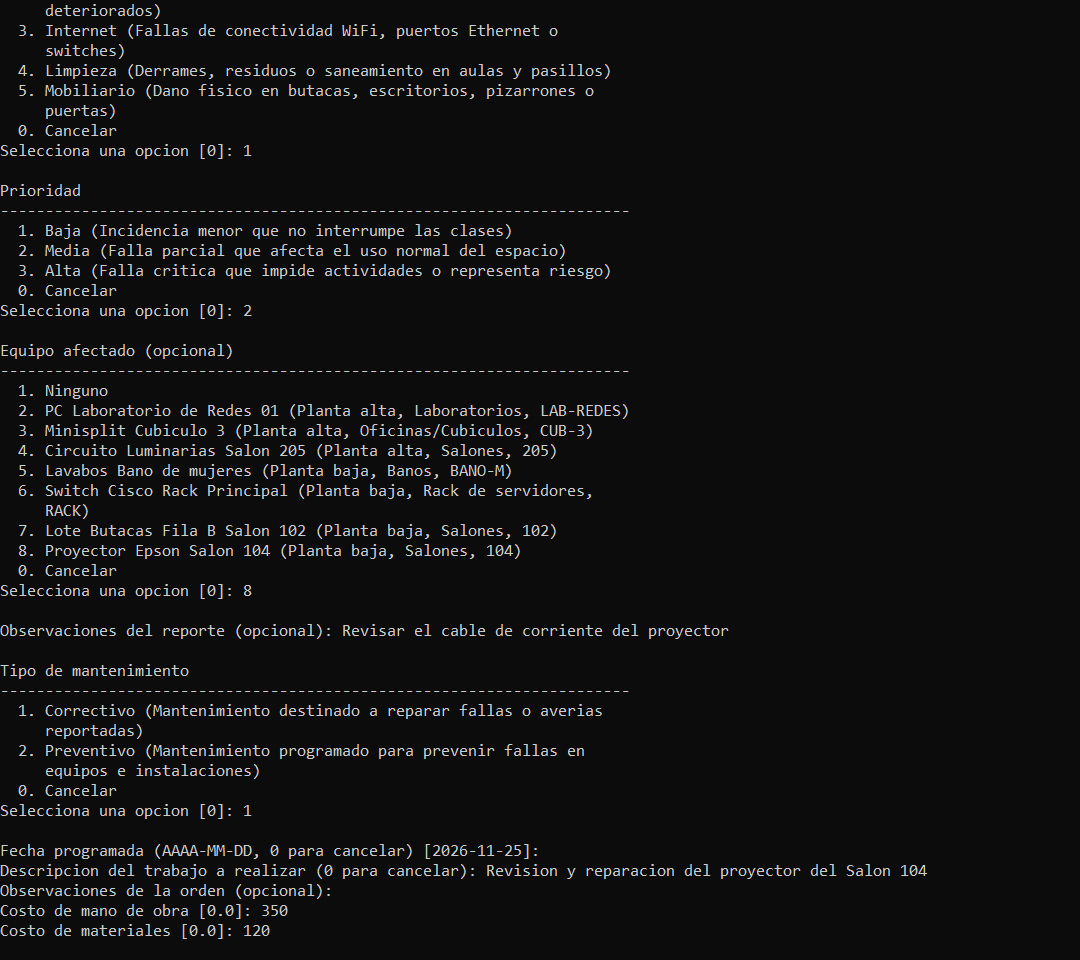 deteriorados)
3. Internet (Fallas de conectividad WiFi, puertos Ethernet o
switches)
4. Limpieza (Derrames, residuos o saneamiento en aulas y pasillos)
5. Mobiliario (Dano fisico en butacas, escritorios, pizarrones o
puertas)
0. Cancelar
Selecciona una opcion [0]: 1
Prioridad
----------------------------------------------------------------------
1. Baja (Incidencia menor que no interrumpe las clases)
2. Media (Falla parcial que afecta el uso normal del espacio)
3. Alta (Falla critica que impide actividades o representa riesgo)
0. Cancelar
Selecciona una opcion [0]: 2
Equipo afectado (opcional)
----------------------------------------------------------------------
1. Ninguno
2. PC Laboratorio de Redes 01 (Planta alta, Laboratorios, LAB-REDES)
3. Minisplit Cubiculo 3 (Planta alta, Oficinas/Cubiculos, CUB-3)
4. Circuito Luminarias Salon 205 (Planta alta, Salones, 205)
5. Lavabos Bano de mujeres (Planta baja, Banos, BANO-M)
6. Switch Cisco Rack Principal (Planta baja, Rack de servidores,
RACK)
7. Lote Butacas Fila B Salon 102 (Planta baja, Salones, 102)
8. Proyector Epson Salon 104 (Planta baja, Salones, 104)
0. Cancelar
Selecciona una opcion [0]: 8
Observaciones del reporte (opcional): Revisar el cable de corriente del proyector
Tipo de mantenimiento
----------------------------------------------------------------------
1. Correctivo (Mantenimiento destinado a reparar fallas o averias
reportadas)
2. Preventivo (Mantenimiento programado para prevenir fallas en
equipos e instalaciones)
0. Cancelar
Selecciona una opcion [0]: 1
Fecha programada (AAAA-MM-DD, 0 para cancelar) [2026-11-25]:
Descripcion del trabajo a realizar (0 para cancelar): Revision y reparacion del proyector del Salon 104
Observaciones de la orden (opcional):
Costo de mano de obra [0.0]: 350
Costo de materiales [0.0]: 120